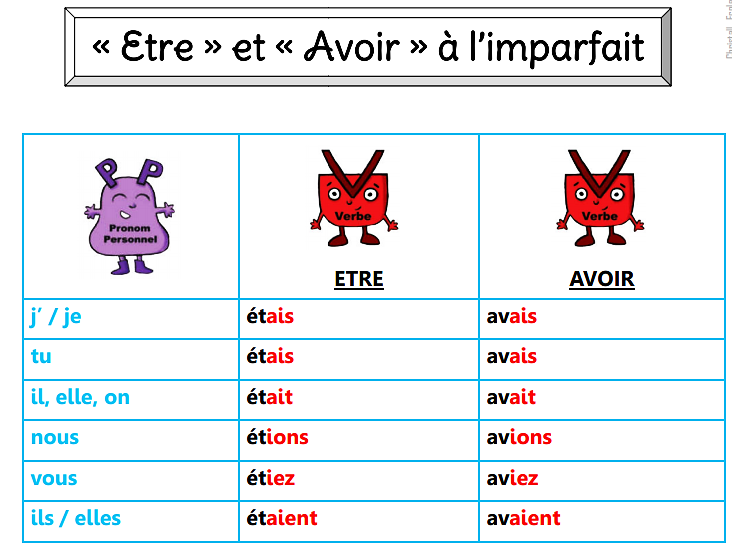 « Etre » et « Avoir » à l'imparfait
P P
Pronom
Personnel
Verbe
ETRE
Verbe
AVOIR
j' / je étais avais
tu étais avais
il, elle, on était avait
nous étions avions
vous étiez aviez
ils / elles étaient avaient